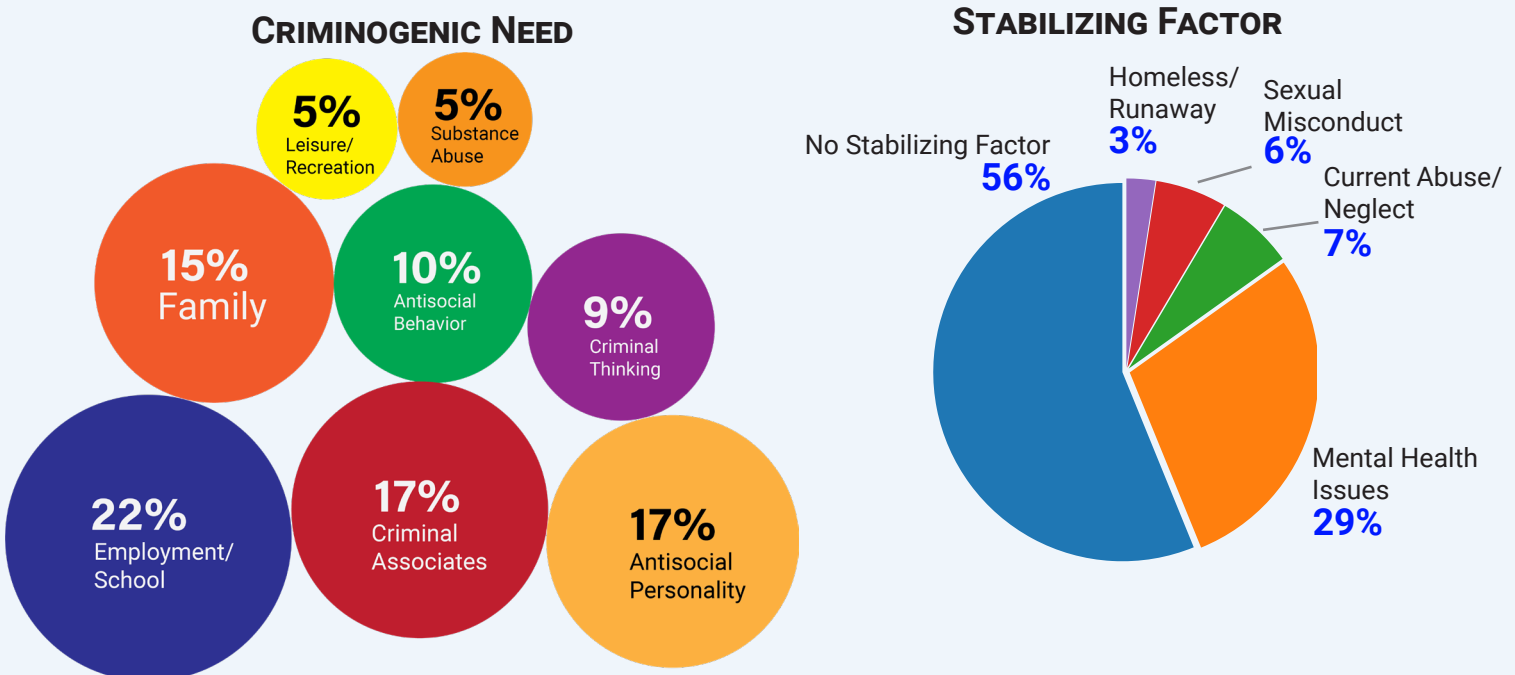 CRIMINOGENIC NEED
5%
Leisure/
Recreation
5%
Substance
Abuse
15%
Family
10%
Antisocial
Behavior
9%
Criminal
Thinking
22%
Employment/
School
17%
Criminal
Associates
17%
Antisocial
Personality
STABILIZING FACTOR
No Stabilizing Factor
56%
Homeless/
Runaway
3%
Sexual
Misconduct
6%
Current Abuse/
Neglect
7%
Mental Health
Issues
29%